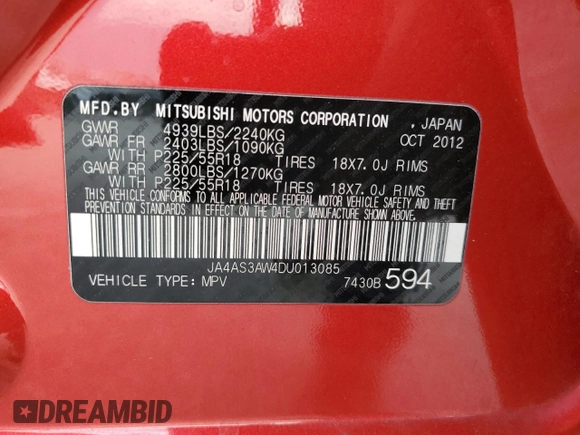 MFD.BY MITSUBISHI MOTORS CORPORATION , JAPAN
GVWR 4939LBS/2240KG OCT 2012
GAWR FR 2403LBS/1090KG
WITH P225/55R18 TIRES 18X7.0J RIMS
GAWR RR 2800LBS/1270KG
WITH P225/55R18 TIRES 18X7.0J RIMS
THIS VEHICLE CONFORMS TO ALL APPLICABLE FEDERAL MOTOR VEHICLE SAFETY AND THEFT
PREVENTION STANDARDS IN EFFECT ON THE DATE OF MANUFACTURE SHOWN ABOVE.
JA4AS3AW4DU013085
VEHICLE TYPE: MPV 7430B 594
DREAMBID